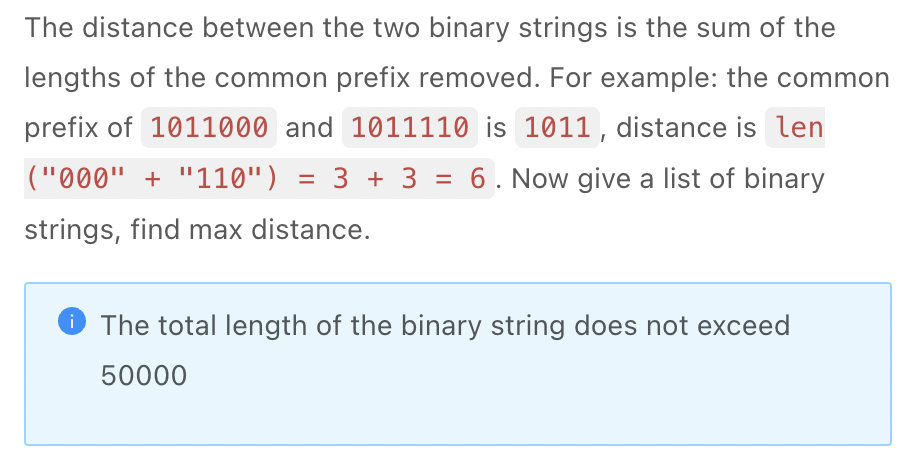 The distance between the two binary strings is the sum of the
lengths of the common prefix removed. For example: the common
prefix of 1011000 and 1011110 is 1011, distance is len
("000" + "110") = 3 + 3 = 6. Now give a list of binary
strings, find max distance.
The total length of the binary string does not exceed
50000